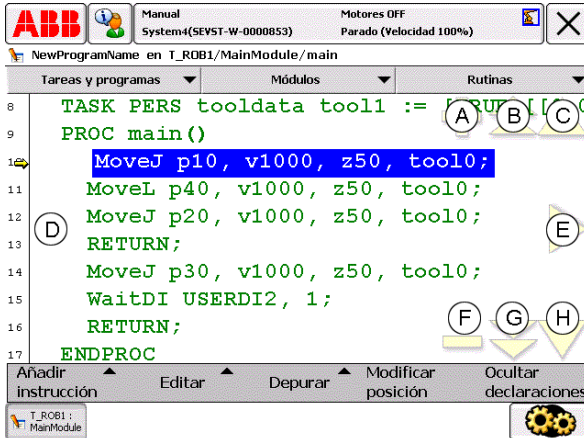 ABB
Manual
System4(SEVST-W-0000853)
Motores OFF
Parado (Velocidad 100%)
NewProgramName en T_ROB1/MainModule/main
Tareas y programas
Módulos
Rutinas
8 TASK PERS tooldata tool1 :=
9 PROC main()
MoveJ p10, v1000, z50, tool0;
11 MoveL p40, v1000, z50, tool0;
12 MoveJ p20, v1000, z50, tool0;
13 RETURN;
14 MoveJ p30, v1000, z50, tool0;
15 WaitDI USERDI2, 1;
16 RETURN;
17 ENDPROC
A B C
D
E
F G H
Añadir instrucción
Editar
Depurar
Modificar posición
Ocultar declaraciones
T_ROB1 :
MainModule